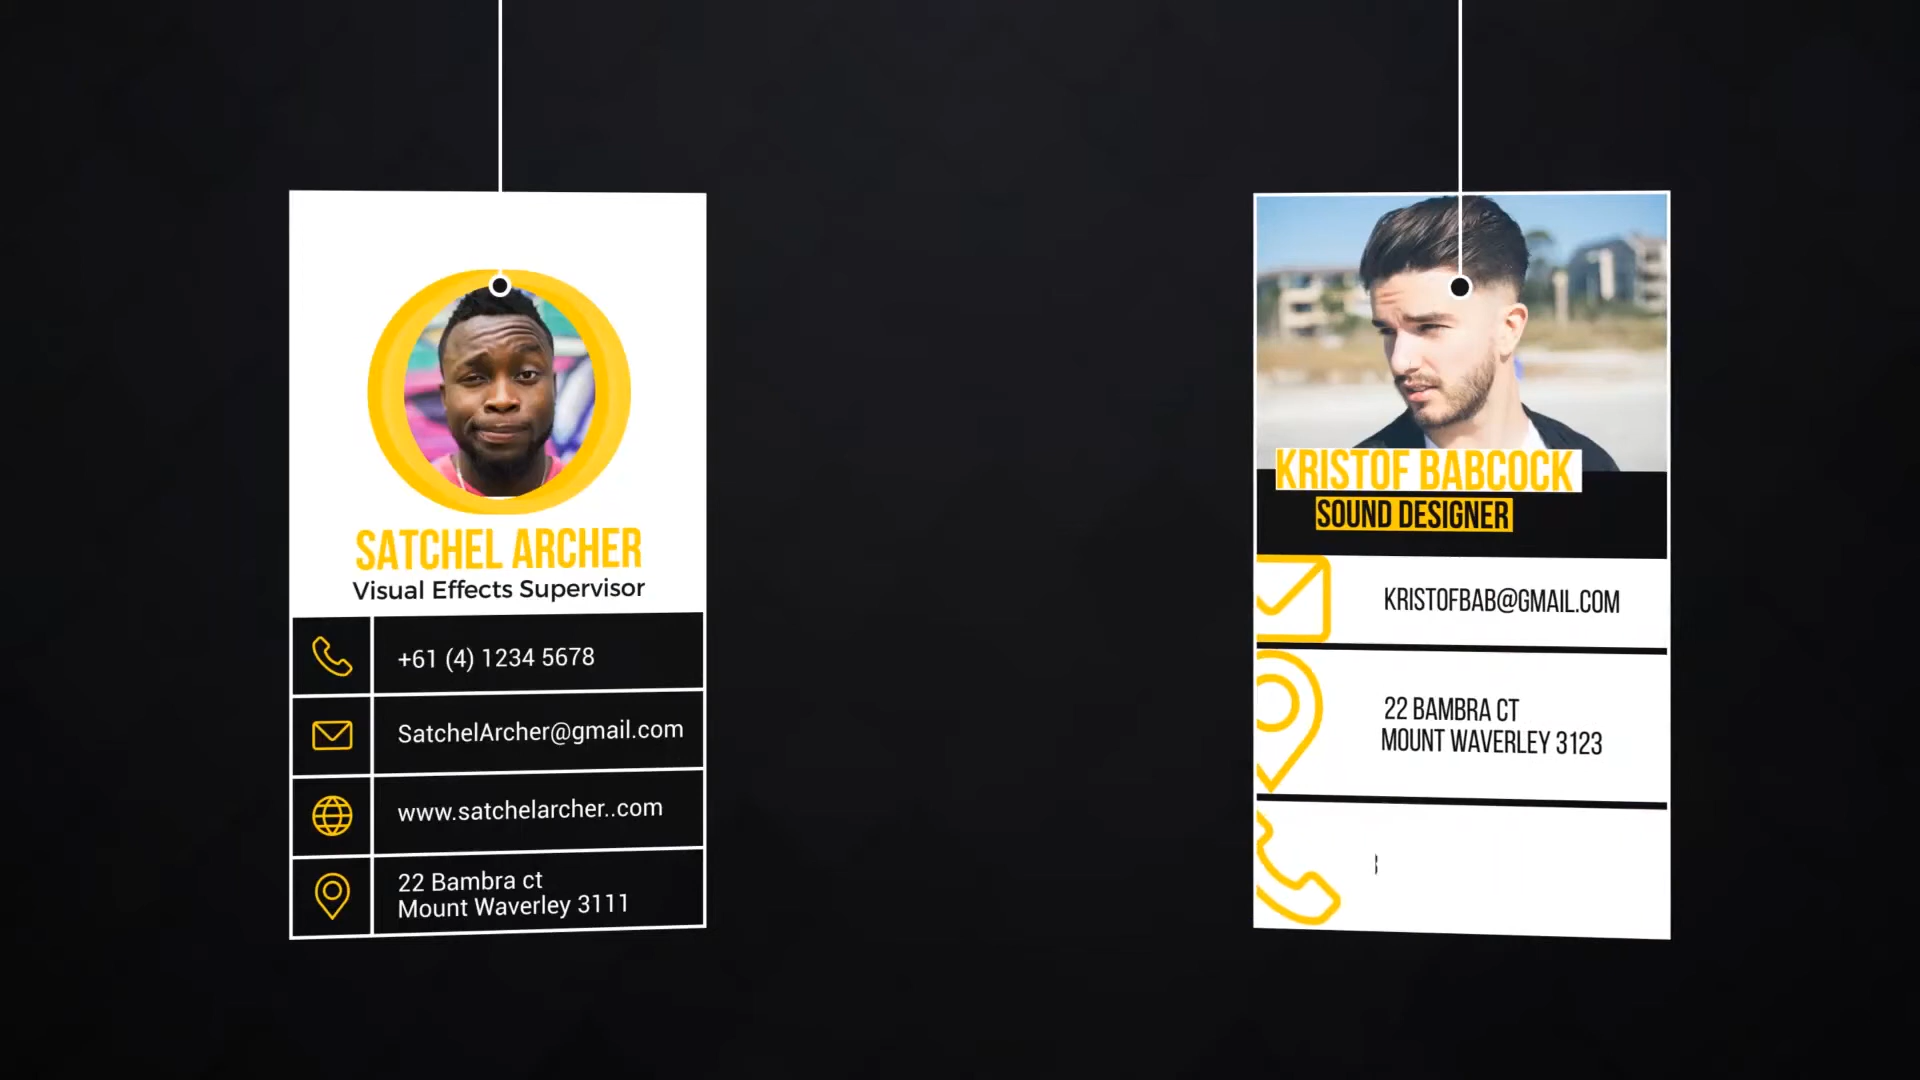 SATCHEL ARCHER
Visual Effects Supervisor
+61 (4) 1234 5678
SatchelArcher@gmail.com
www.satchelarcher..com
22 Bambra ct
Mount Waverley 3111
KRISTOF BABCOCK
SOUND DESIGNER
KRISTOFBAB@GMAIL.COM
22 BAMBRA CT
MOUNT WAVERLEY 3123